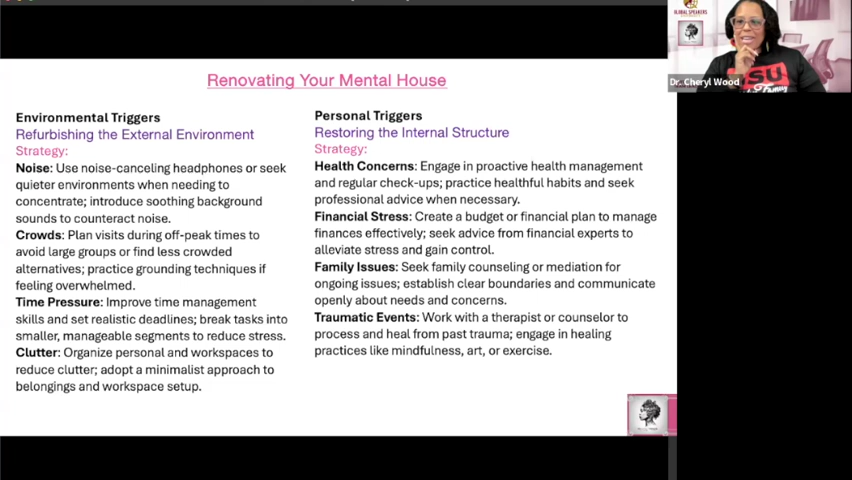 Renovating Your Mental House
Environmental Triggers
Refurbishing the External Environment
Strategy:
Noise: Use noise-canceling headphones or seek
quieter environments when needing to
concentrate; introduce soothing background
sounds to counteract noise.
Crowds: Plan visits during off-peak times to
avoid large groups or find less crowded
alternatives; practice grounding techniques if
feeling overwhelmed.
Time Pressure: Improve time management
skills and set realistic deadlines; break tasks into
smaller, manageable segments to reduce stress.
Clutter: Organize personal and workspaces to
reduce clutter; adopt a minimalist approach to
belongings and workspace setup.
Personal Triggers
Restoring the Internal Structure
Strategy:
Health Concerns: Engage in proactive health management
and regular check-ups; practice healthful habits and seek
professional advice when necessary.
Financial Stress: Create a budget or financial plan to manage
finances effectively; seek advice from financial experts to
alleviate stress and gain control.
Family Issues: Seek family counseling or mediation for
ongoing issues; establish clear boundaries and communicate
openly about needs and concerns.
Traumatic Events: Work with a therapist or counselor to
process and heal from past trauma; engage in healing
practices like mindfulness, art, or exercise.
GLOBAL SPEAKERS
SU
Family
Dr. Cheryl Wood